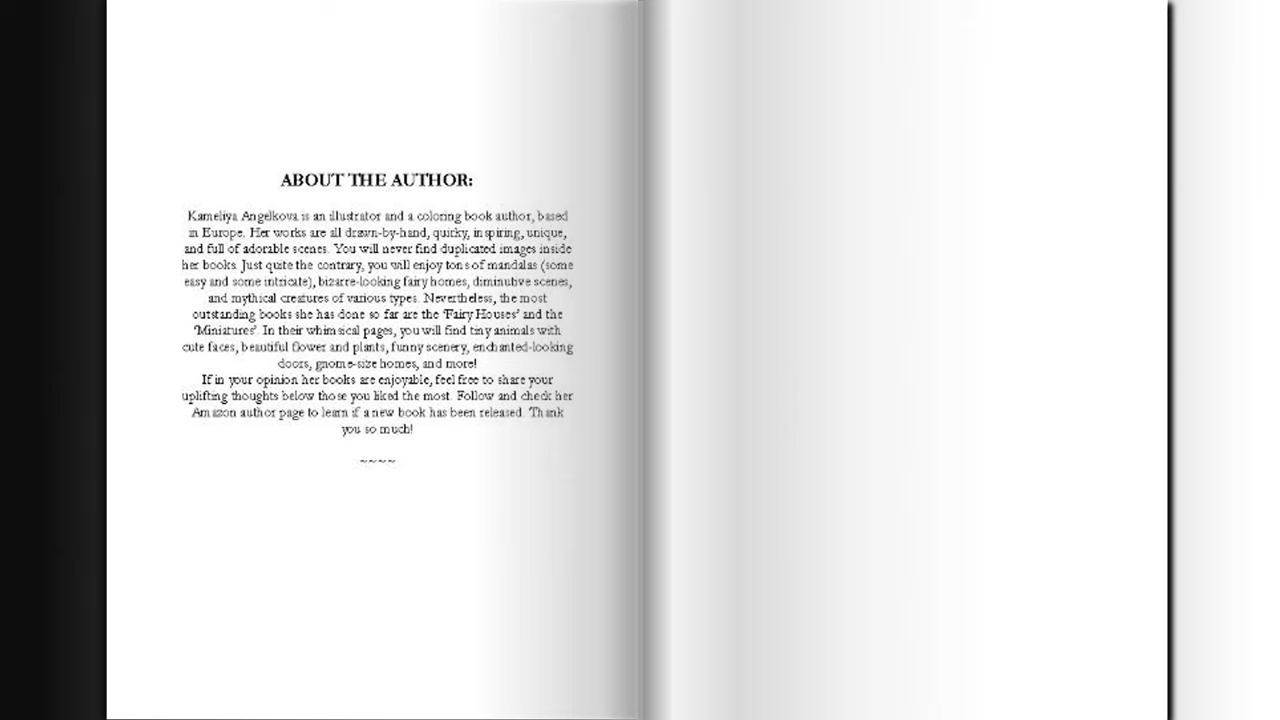 ABOUT THE AUTHOR:
Kameliya Angelkova is an illustrator and a coloring book author, based
in Europe. Her works are all drawn-by-hand, quirky, inspiring, unique,
and full of adorable scenes. You will never find duplicated images inside
her books. Just quite the contrary, you will enjoy tons of mandalas (some
easy and some intricate), bizarre-looking fairy homes, diminutive scenes,
and mythical creatures of various types. Nevertheless, the most
outstanding books she has done so far are the 'Fairy Houses' and the
'Miniatures'. In their whimsical pages, you will find tiny animals with
cute faces, beautiful flower and plants, funny scenery, enchanted-looking
doors, gnome-size homes, and more!
If in your opinion her books are enjoyable, feel free to share your
uplifting thoughts below those you liked the most. Follow and check her
Amazon author page to learn if a new book has been released. Thank
you so much!
~~~~